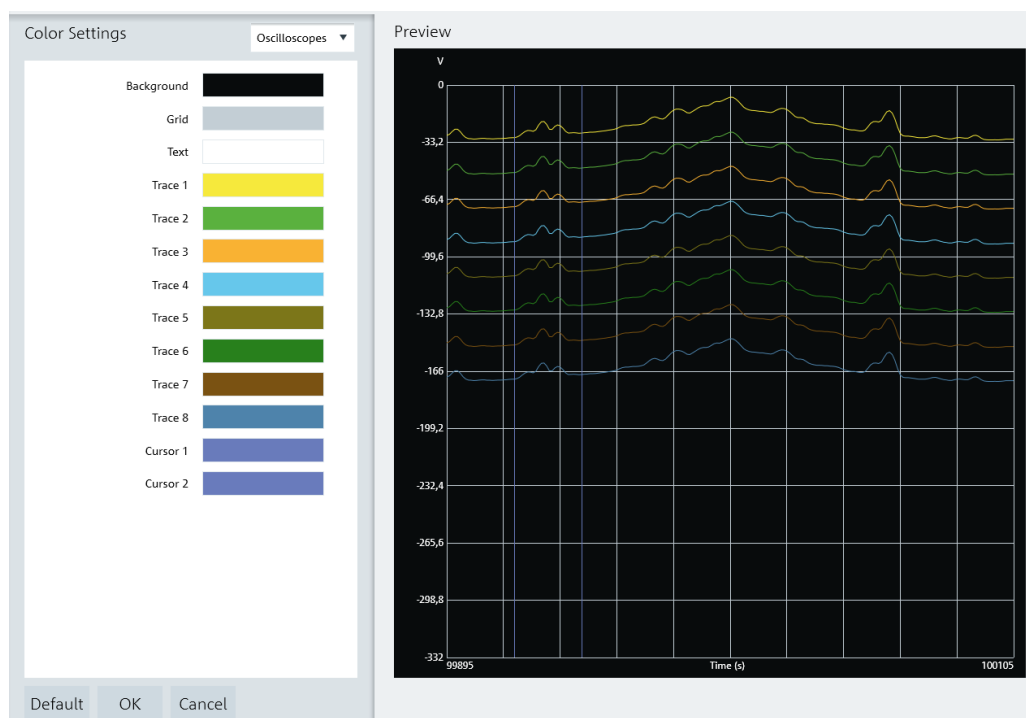 Color Settings
Oscilloscopes
Background
Grid
Text
Trace 1
Trace 2
Trace 3
Trace 4
Trace 5
Trace 6
Trace 7
Trace 8
Cursor 1
Cursor 2
Default
OK
Cancel
Preview
V
0
-33,2
-66,4
-99,6
-132,8
-166
-199,2
-232,4
-265,6
-298,8
-332
99895
Time (s)
100105